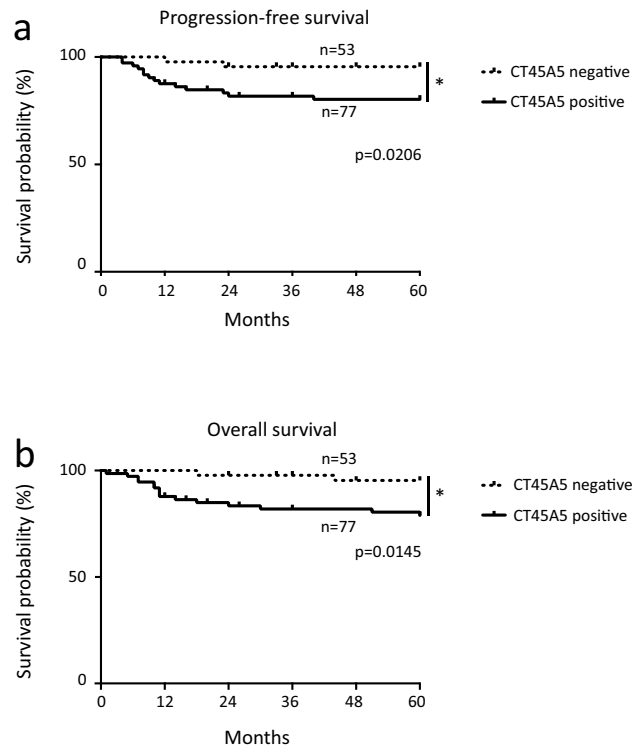 a
Progression-free survival
Survival probability (%)
100
50
0
n=53
n=77
*
p=0.0206
CT45A5 negative
CT45A5 positive
0 12 24 36 48 60
Months
b
Overall survival
Survival probability (%)
100
50
0
n=53
n=77
*
p=0.0145
CT45A5 negative
CT45A5 positive
0 12 24 36 48 60
Months